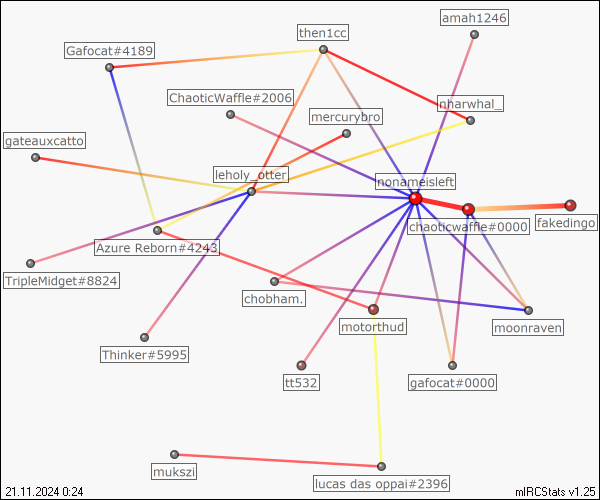 amah1246
then1cc
Gafocat#4189
ChaoticWaffle#2006
nharwhal_
mercurybro
gateauxcatto
leholy_otter
nonameisleft
chaoticwaffle#0000
fakedingo
Azure Reborn#4243
TripleMidget#8824
chobham.
motorthud
moonraven
Thinker#5995
tt532
gafocat#0000
mukszi
lucas das oppai#2396
21.11.2024 0:24
mIRCStats v1.25